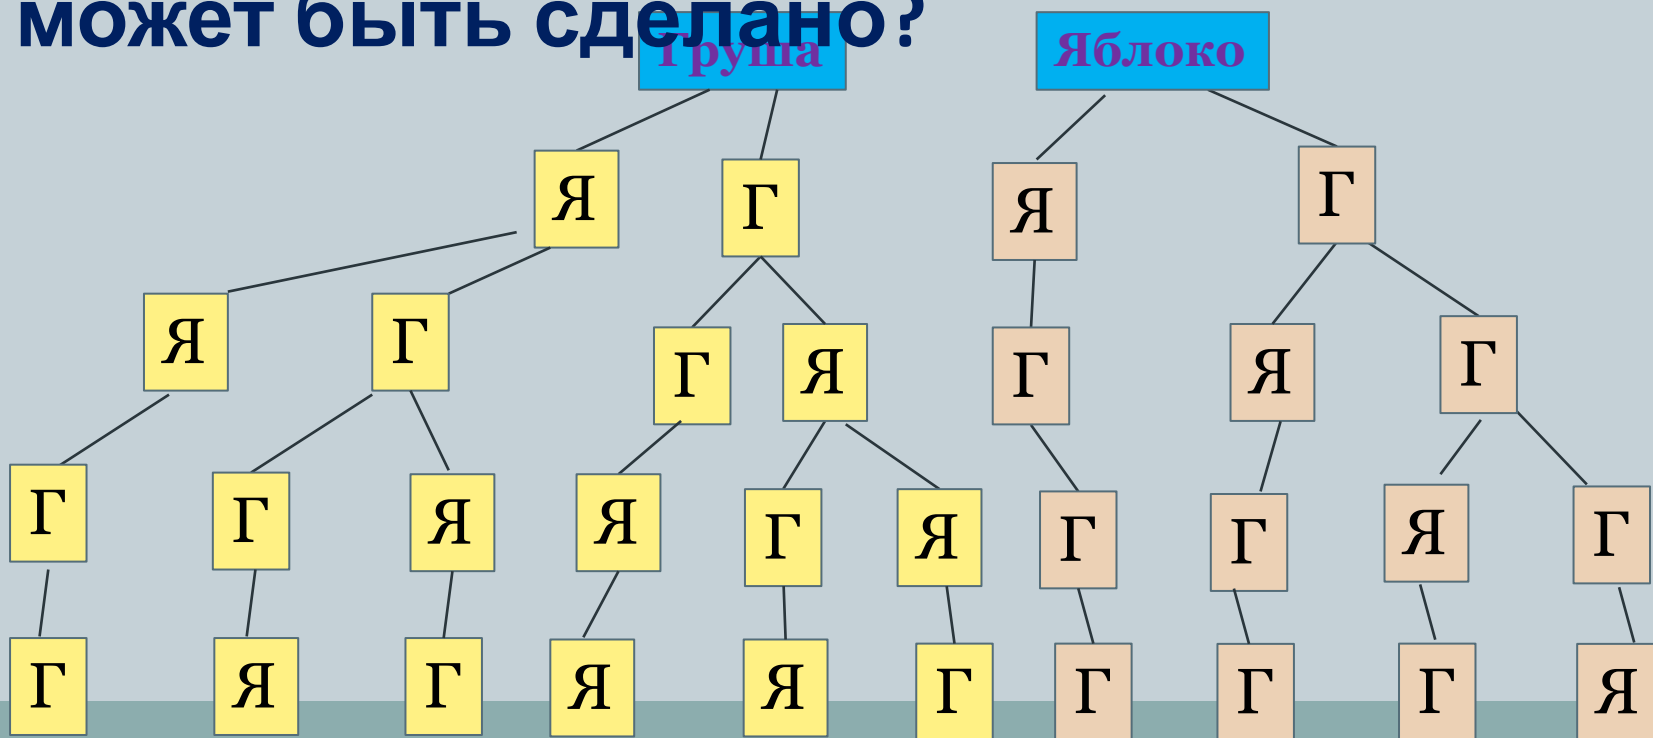 может быть сделано?
Груша Яблоко
Я Г Я Г
Я Г Г Я Г Я Г
Г Г Я Я Г Я Г Г Я Г
Г Я Г Я Я Г Г Г Г Я